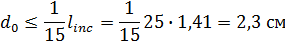 d₀ ≤ 1/15 l_inc = 1/15 25 · 1,41 = 2,3 см